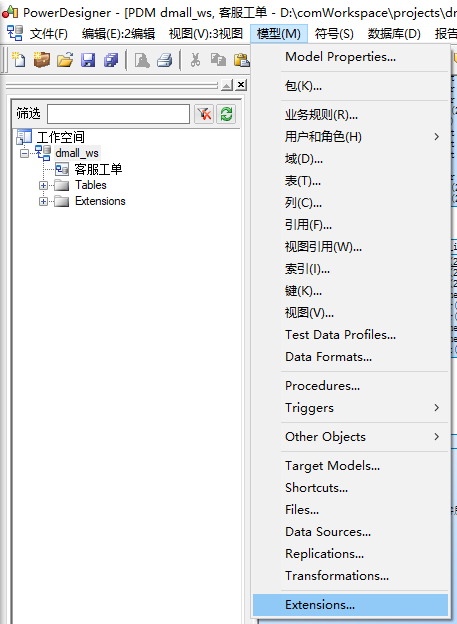 PowerDesigner - [PDM dmall_ws, 客服工单 - D:\comWorkspace\projects\dr
文件(F) 编辑(E):2编辑 视图(V):3视图 模型(M) 符号(S) 数据库(D) 报告
Model Properties...
包(K)...
业务规则(R)...
用户和角色(H)
域(D)...
表(T)...
列(C)...
引用(F)...
视图引用(W)...
索引(I)...
键(K)...
视图(V)...
Test Data Profiles...
Data Formats...
Procedures...
Triggers
Other Objects
Target Models...
Shortcuts...
Files...
Data Sources...
Replications...
Transformations...
Extensions...
筛选
工作空间
dmall_ws
客服工单
Tables
Extensions